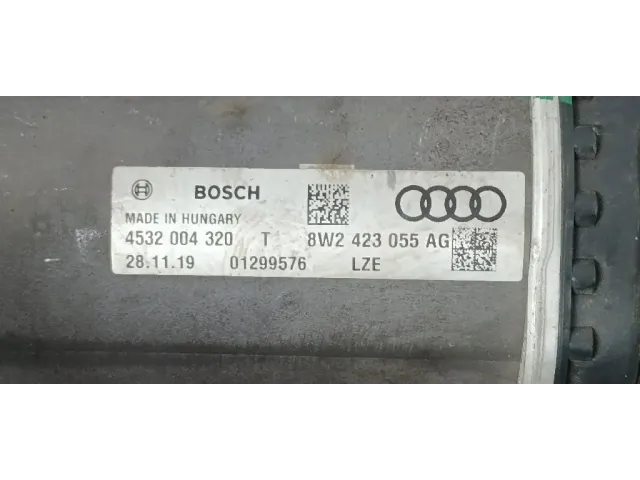 BOSCH
MADE IN HUNGARY
4532 004 320 T 8W2 423 055 AG
28.11.19 01299576 LZE